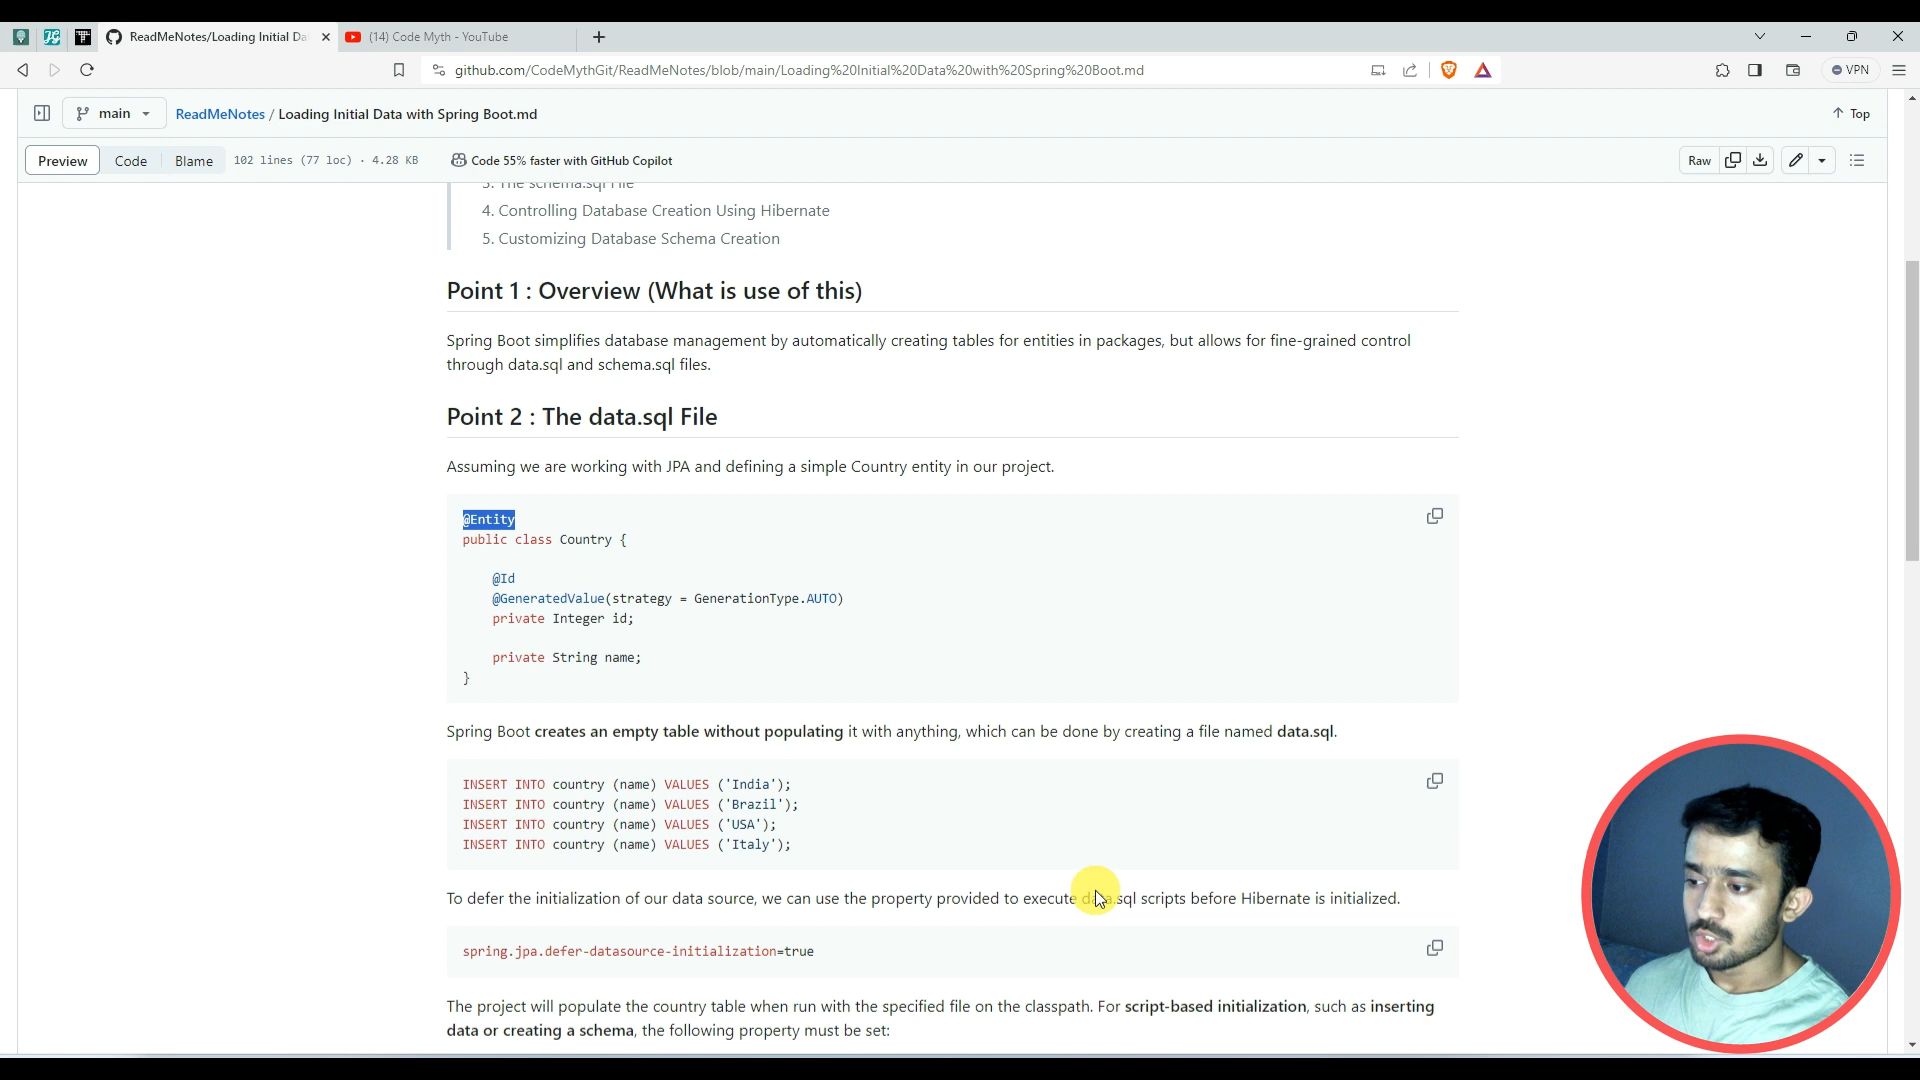 ReadMeNotes/Loading Initial Da
(14) Code Myth - YouTube
github.com/CodeMythGit/ReadMeNotes/blob/main/Loading%20Initial%20Data%20with%20Spring%20Boot.md
VPN
main
ReadMeNotes / Loading Initial Data with Spring Boot.md
Top
Preview
Code
Blame
102 lines (77 loc) · 4.28 KB
Code 55% faster with GitHub Copilot
Raw
3. The schema.sql File
4. Controlling Database Creation Using Hibernate
5. Customizing Database Schema Creation
Point 1 : Overview (What is use of this)
Spring Boot simplifies database management by automatically creating tables for entities in packages, but allows for fine-grained control
through data.sql and schema.sql files.
Point 2 : The data.sql File
Assuming we are working with JPA and defining a simple Country entity in our project.
@Entity
public class Country {
@Id
@GeneratedValue(strategy = GenerationType.AUTO)
private Integer id;
private String name;
}
Spring Boot creates an empty table without populating it with anything, which can be done by creating a file named data.sql.
INSERT INTO country (name) VALUES ('India');
INSERT INTO country (name) VALUES ('Brazil');
INSERT INTO country (name) VALUES ('USA');
INSERT INTO country (name) VALUES ('Italy');
To defer the initialization of our data source, we can use the property provided to execute data.sql scripts before Hibernate is initialized.
spring.jpa.defer-datasource-initialization=true
The project will populate the country table when run with the specified file on the classpath. For script-based initialization, such as inserting
data or creating a schema, the following property must be set: